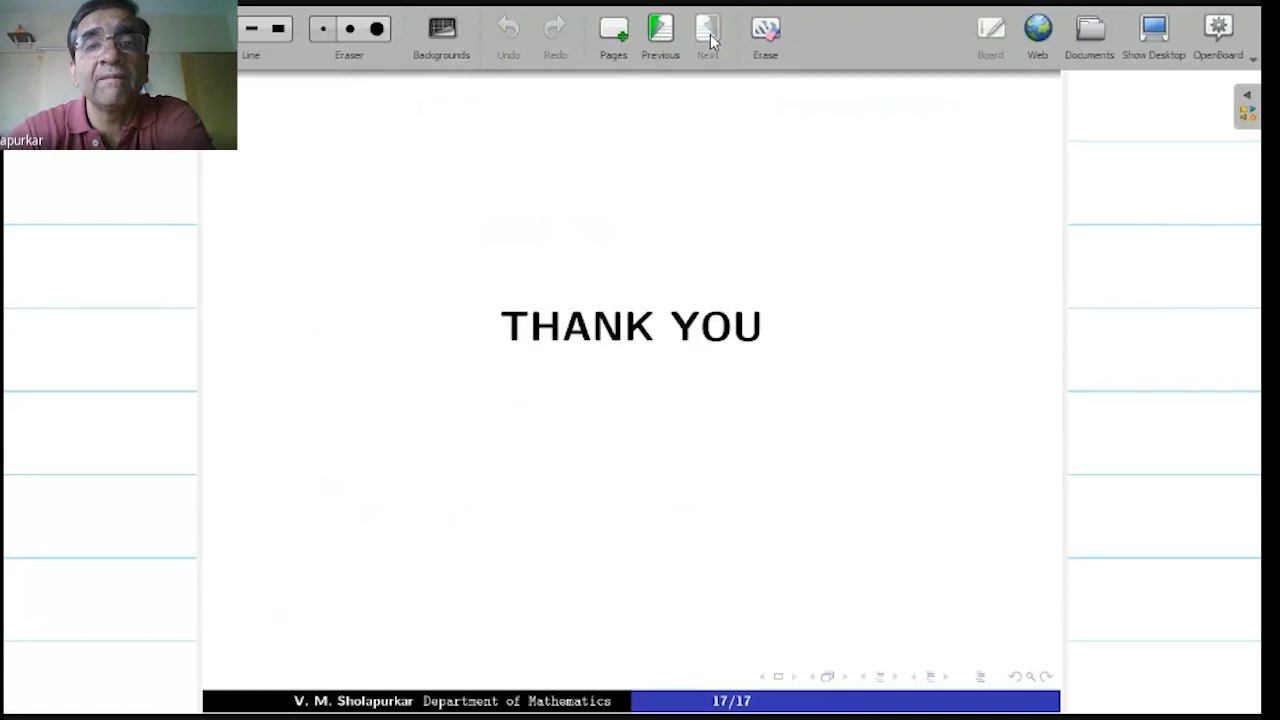 Line
Eraser
Backgrounds
Undo
Redo
Pages
Previous
Next
Erase
Board
Web
Documents
Show Desktop
OpenBoard
apurkar
THANK YOU
V. M. Sholapurkar Department of Mathematics 17/17